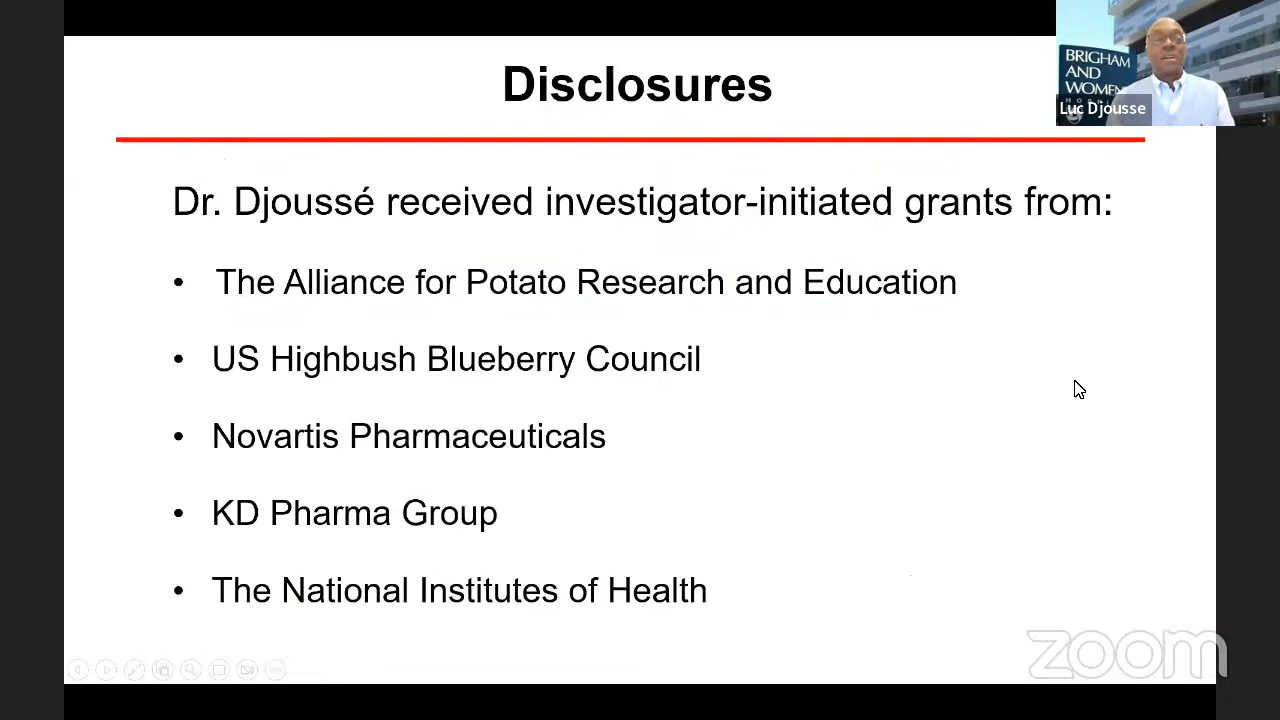 Disclosures
BRIGHAM
AND
WOMEN'S
Luc Djousse
Dr. Djoussé received investigator-initiated grants from:
• The Alliance for Potato Research and Education
• US Highbush Blueberry Council
• Novartis Pharmaceuticals
• KD Pharma Group
• The National Institutes of Health
zoom